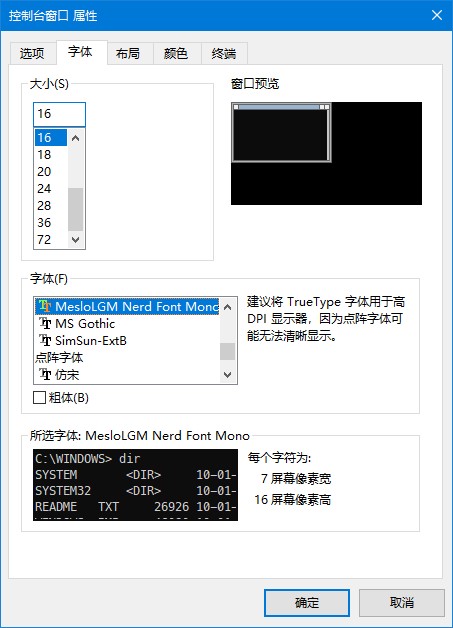 控制台窗口 属性
选项 字体 布局 颜色 终端
大小(S)
16
16
18
20
24
28
36
72
窗口预览
字体(F)
MesloLGM Nerd Font Mono
MS Gothic
SimSun-ExtB
点阵字体
仿宋
建议将 TrueType 字体用于高
DPI 显示器，因为点阵字体可
能无法清晰显示。
粗体(B)
所选字体: MesloLGM Nerd Font Mono
C:\WINDOWS> dir
SYSTEM <DIR> 10-01-
SYSTEM32 <DIR> 10-01-
README TXT 26926 10-01-
每个字符为:
7 屏幕像素宽
16 屏幕像素高
确定 取消